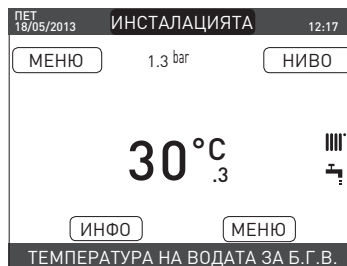 ПЕТ
18/05/2013 ИНСТАЛАЦИЯТА 12:17
МЕНЮ 1.3 bar НИВО
30°C .3
ИНФО МЕНЮ
ТЕМПЕРАТУРА НА ВОДАТА ЗА Б.Г.В.